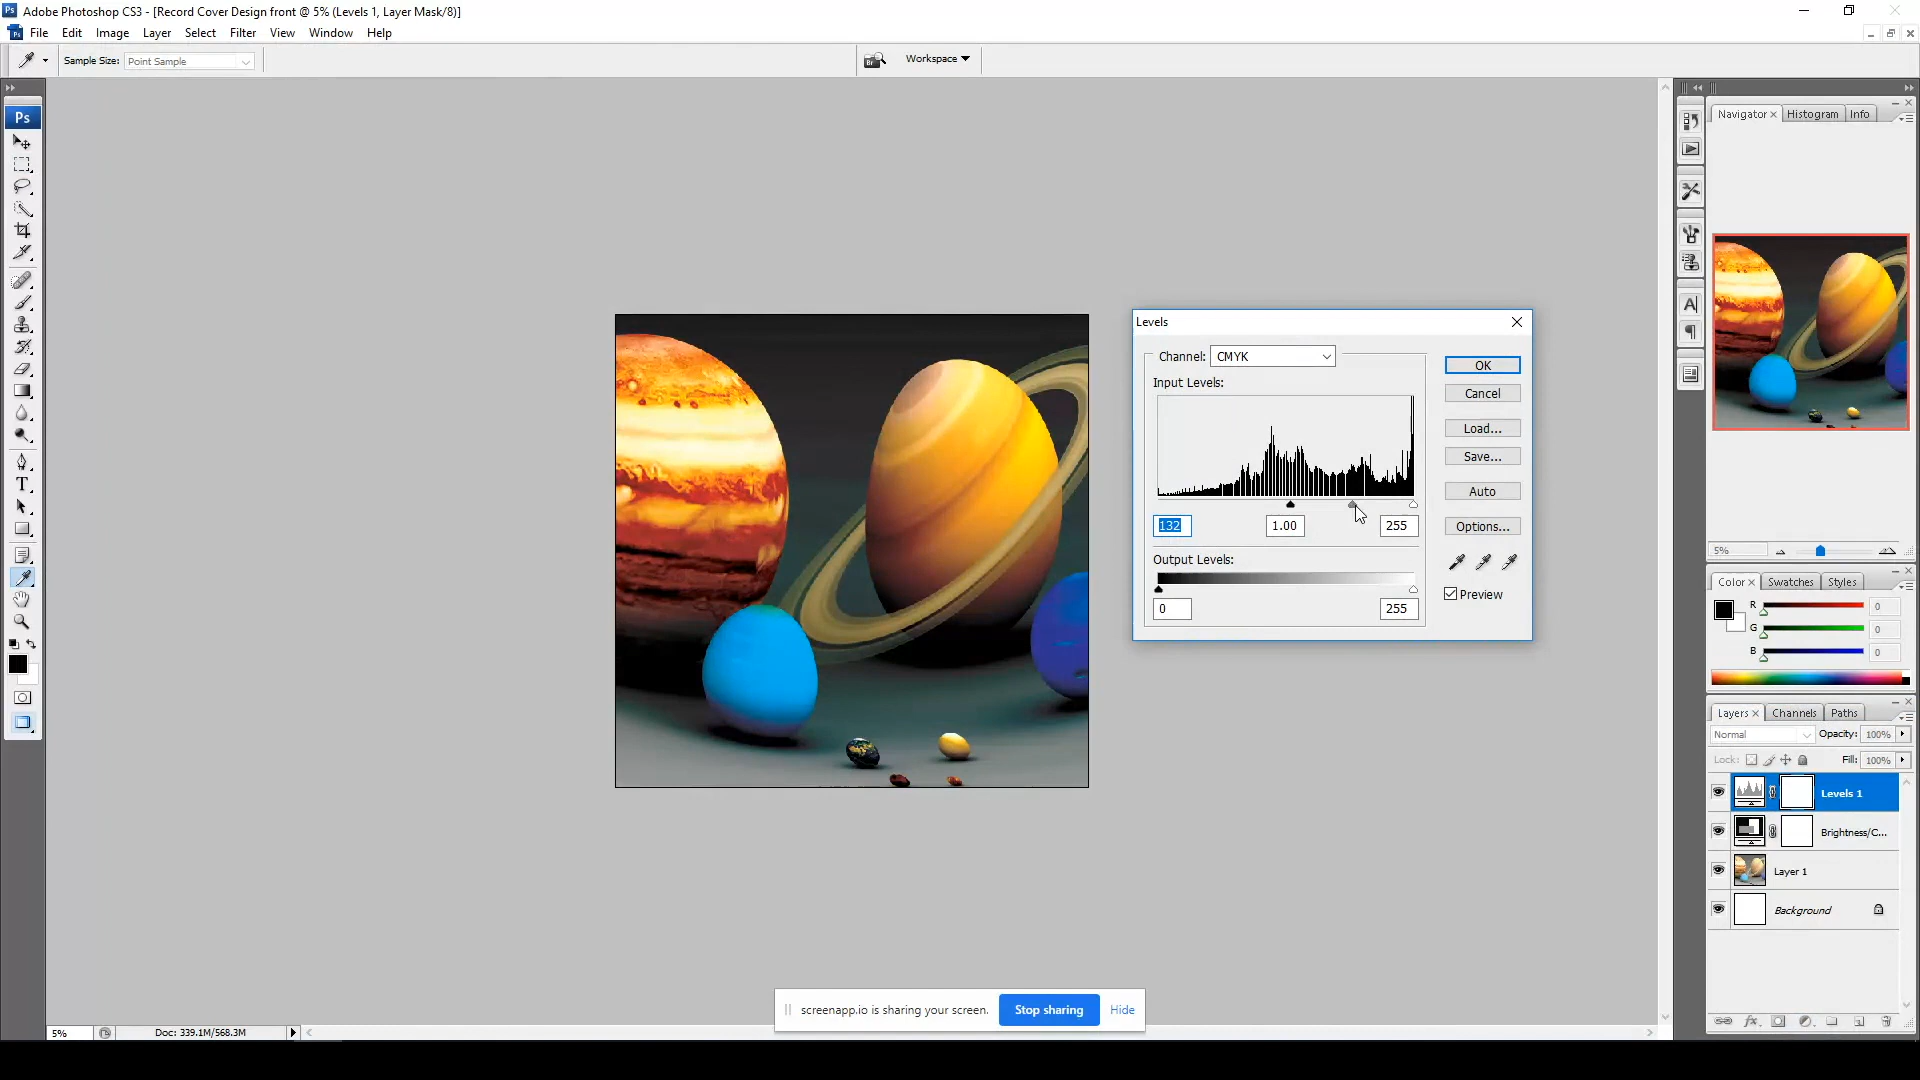 Ps Adobe Photoshop CS3 - [Record Cover Design front @ 5% (Levels 1, Layer Mask/8)]
File Edit Image Layer Select Filter View Window Help
Sample Size: Point Sample
Workspace
Ps
T
Navigator Histogram Info
5%
Levels
Channel: CMYK
Input Levels:
132 1.00 255
Output Levels:
0 255
OK
Cancel
Load...
Save...
Auto
Options...
Preview
Color Swatches Styles
R 0
G 0
B 0
Layers Channels Paths
Normal Opacity: 100%
Lock: Fill: 100%
Levels 1
Brightness/C...
Layer 1
Background
screenapp.io is sharing your screen. Stop sharing Hide
5% Doc: 339.1M/568.3M